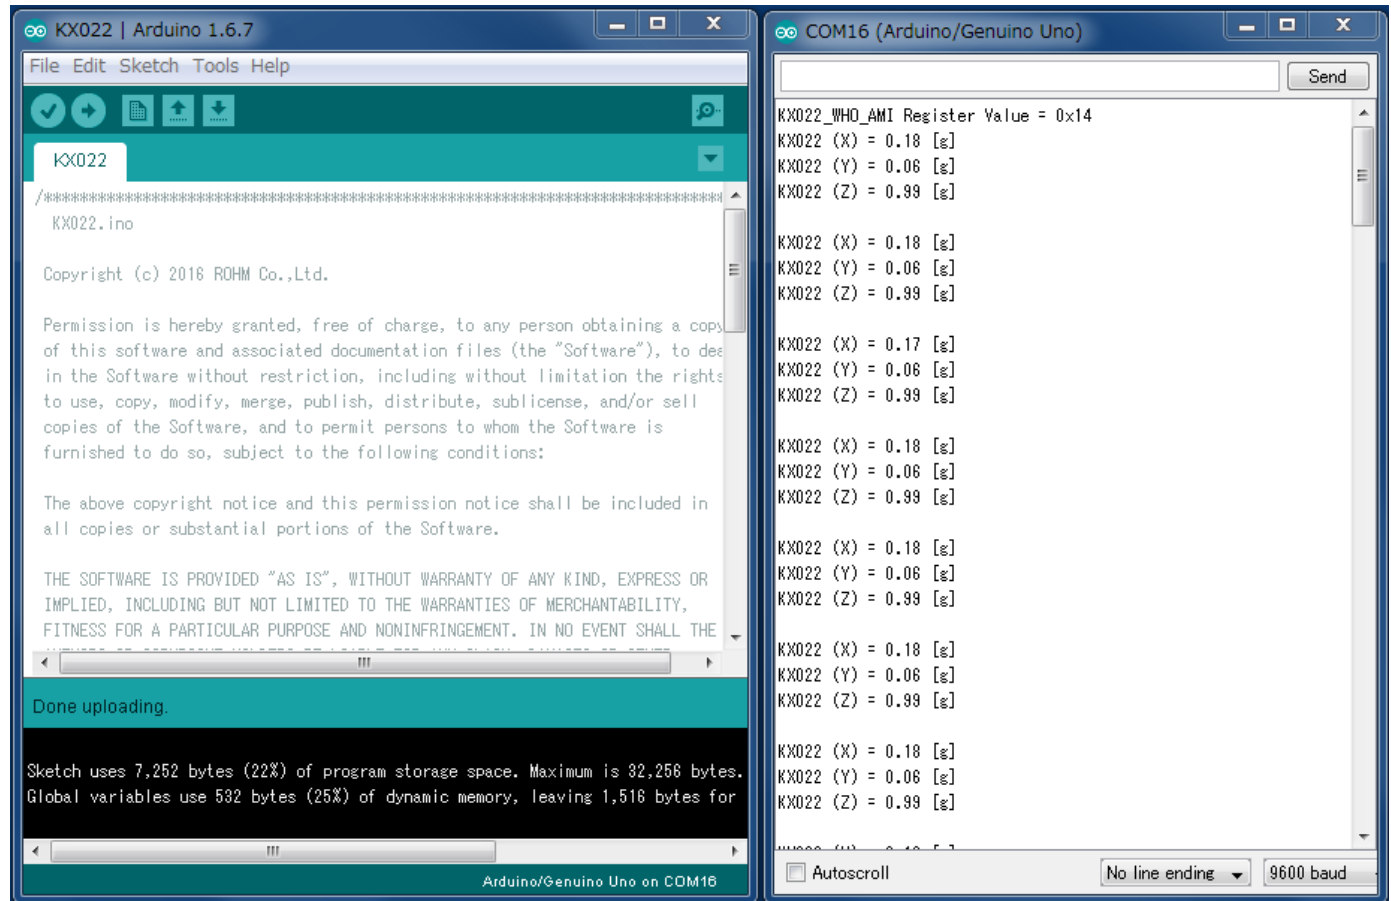 KX022 | Arduino 1.6.7
File Edit Sketch Tools Help
KX022
/******************************************************************************
KX022.ino
Copyright (c) 2016 ROHM Co.,Ltd.
Permission is hereby granted, free of charge, to any person obtaining a copy
of this software and associated documentation files (the "Software"), to dea
in the Software without restriction, including without limitation the rights
to use, copy, modify, merge, publish, distribute, sublicense, and/or sell
copies of the Software, and to permit persons to whom the Software is
furnished to do so, subject to the following conditions:
The above copyright notice and this permission notice shall be included in
all copies or substantial portions of the Software.
THE SOFTWARE IS PROVIDED "AS IS", WITHOUT WARRANTY OF ANY KIND, EXPRESS OR
IMPLIED, INCLUDING BUT NOT LIMITED TO THE WARRANTIES OF MERCHANTABILITY,
FITNESS FOR A PARTICULAR PURPOSE AND NONINFRINGEMENT. IN NO EVENT SHALL THE
Done uploading.
Sketch uses 7,252 bytes (22%) of program storage space. Maximum is 32,256 bytes.
Global variables use 532 bytes (25%) of dynamic memory, leaving 1,516 bytes for
Arduino/Genuino Uno on COM16
COM16 (Arduino/Genuino Uno)
Send
KX022_WHO_AMI Register Value = 0x14
KX022 (X) = 0.18 [g]
KX022 (Y) = 0.06 [g]
KX022 (Z) = 0.99 [g]
KX022 (X) = 0.18 [g]
KX022 (Y) = 0.06 [g]
KX022 (Z) = 0.99 [g]
KX022 (X) = 0.17 [g]
KX022 (Y) = 0.06 [g]
KX022 (Z) = 0.99 [g]
KX022 (X) = 0.18 [g]
KX022 (Y) = 0.06 [g]
KX022 (Z) = 0.99 [g]
KX022 (X) = 0.18 [g]
KX022 (Y) = 0.06 [g]
KX022 (Z) = 0.99 [g]
KX022 (X) = 0.18 [g]
KX022 (Y) = 0.06 [g]
KX022 (Z) = 0.99 [g]
KX022 (X) = 0.18 [g]
KX022 (Y) = 0.06 [g]
KX022 (Z) = 0.99 [g]
Autoscroll
No line ending
9600 baud